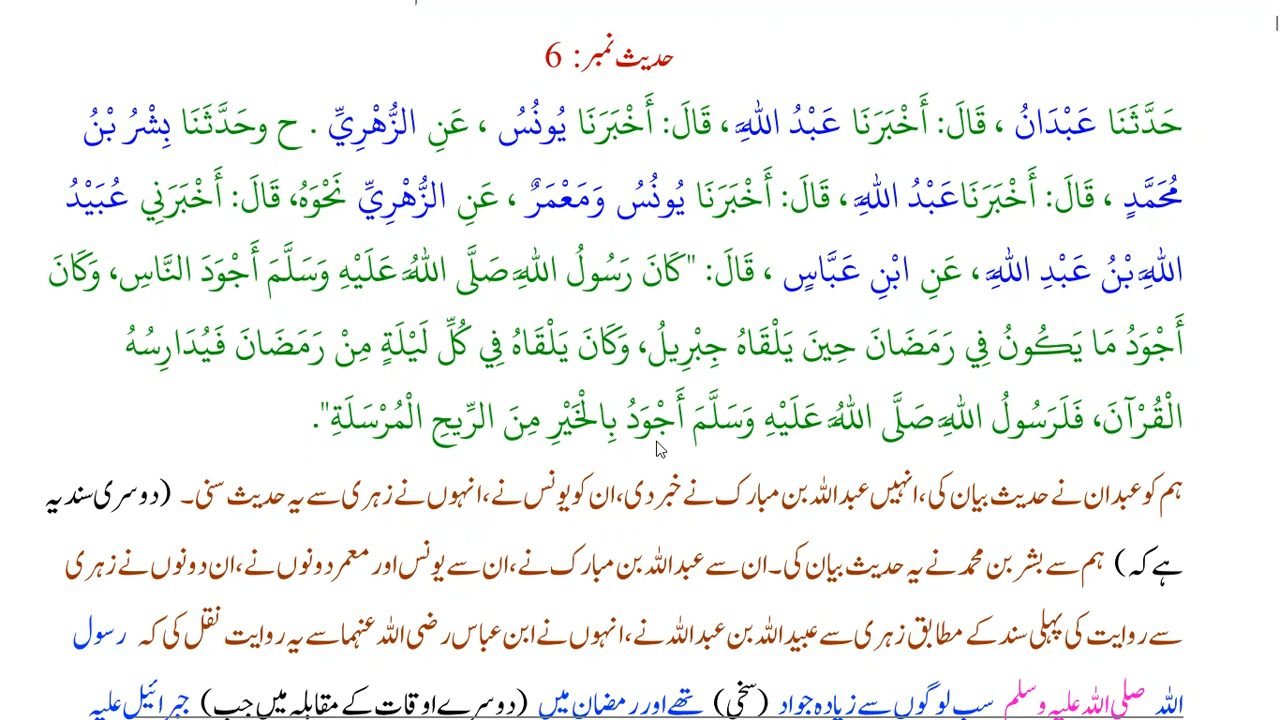 حدیث نمبر: 6
حَدَّثَنَا عَبْدَانُ ، قَالَ: أَخْبَرَنَا عَبْدُ اللَّهِ، قَالَ: أَخْبَرَنَا يُونُسُ ، عَنِ الزُّهْرِيِّ . ح وحَدَّثَنَا بِشْرُ بْنُ
مُحَمَّدٍ ، قَالَ: أَخْبَرَنَاعَبْدُ اللَّهِ، قَالَ: أَخْبَرَنَا يُونُسُ وَمَعْمَرٌ ، عَنِ الزُّهْرِيِّ نَحْوَهُ، قَالَ: أَخْبَرَنِي عُبَيْدُ
اللَّهِ بْنُ عَبْدِ اللَّهِ، عَنِ ابْنِ عَبَّاسٍ ، قَالَ: "كَانَ رَسُولُ اللَّهِ صَلَّى اللَّهُ عَلَيْهِ وَسَلَّمَ أَجْوَدَ النَّاسِ، وَكَانَ
أَجْوَدُ مَا يَكُونُ فِي رَمَضَانَ حِينَ يَلْقَاهُ جِبْرِيلُ، وَكَانَ يَلْقَاهُ فِي كُلِّ لَيْلَةٍ مِنْ رَمَضَانَ فَيُدَارِسُهُ
الْقُرْآنَ، فَلَرَسُولُ اللَّهِ صَلَّى اللَّهُ عَلَيْهِ وَسَلَّمَ أَجْوَدُ بِالْخَيْرِ مِنَ الرِّيحِ الْمُرْسَلَةِ".
ہم کو عبدان نے حدیث بیان کی، انہیں عبداللہ بن مبارک نے خبر دی، ان کو یونس نے، انہوں نے زہری سے یہ حدیث سنی۔ (دوسری سند یہ
ہے کہ) ہم سے بشر بن محمد نے یہ حدیث بیان کی۔ ان سے عبداللہ بن مبارک نے، ان سے یونس اور معمر دونوں نے، ان دونوں نے زہری
سے روایت کی پہلی سند کے مطابق زہری سے عبیداللہ بن عبداللہ نے، انہوں نے ابن عباس رضی اللہ عنہما سے یہ روایت نقل کی کہ رسول
اللہ صلی اللہ علیہ وسلم سب لوگوں سے زیادہ جواد (سخی) تھے اور رمضان میں (دوسرے اوقات کے مقابلہ میں جب) جبرائیل علیہ